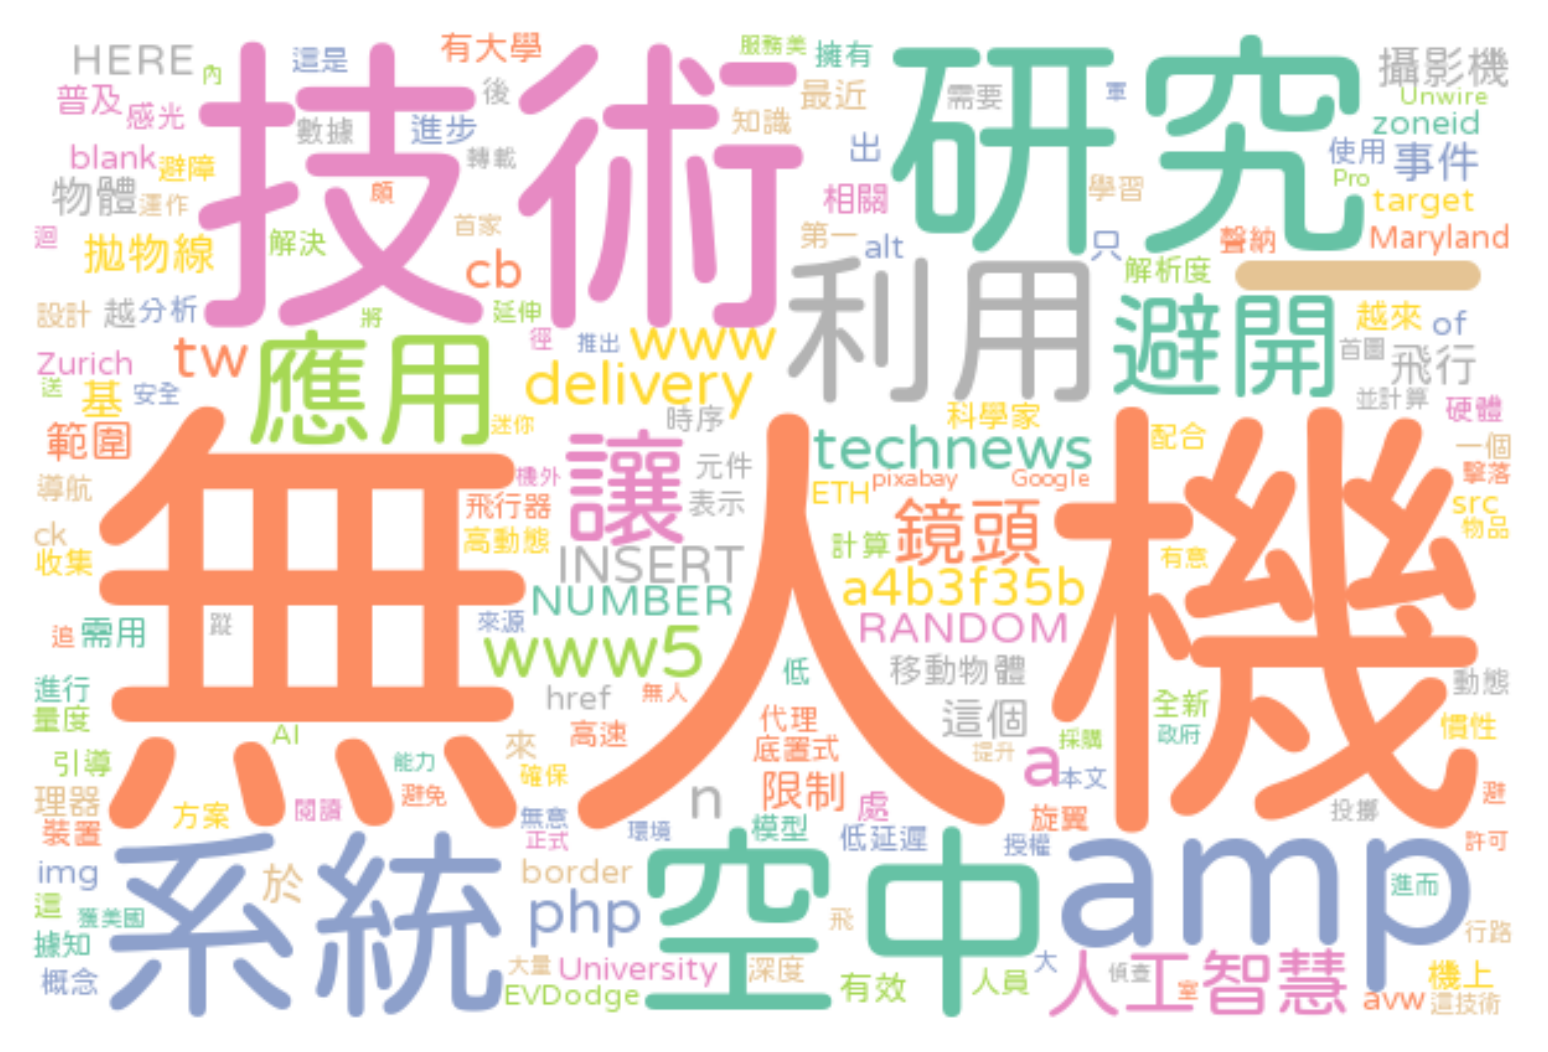 HERE
內
這是
有大學
服務美
擁有
攝影機
普及
感光
技術
後
研究
最近
需要
軍
Unwire
數據
進步
知識
zoneid
blank
避障
轉載
出
使用
事件
Pro
物體
運作
頗
相關
學習
target
迴
拋物線
解決
首家
第一
alt
只
聲納
Maryland
cb
利用
解析度
一
設計
越
分析
將
延伸
避開
越來
of
Zurich
tw
應用
徑
推出
www
首圖
飛行
送
基
安全
delivery
並計算
硬體
範圍
迷你
時序
科學家
無人機
讓
technews
配合
一個
導航
機外
元件
ETH
pixabay
Google
擊落
飛行器
表示
鏡頭
src
物品
ck
收集
高動態
INSERT
計算
有意
NUMBER
a4b3f35b
追
需用
蹤
來源
RANDOM
www5
低
移動物體
進行
href
無人
動態
量度
AI
高速
代理
這個
全新
慣性
引導
能力
來
底置式
提升
採購
政府
確保
a
本文
理器
方案
閱讀
避免
n
限制
處
投擲
避
裝置
無意
環境
模型
旋翼
正式
低延遲
授權
許可
img
系統
於
border
空中
amp
進而
這
獲美國
php
飛
行路
據知
大量
University
深度
大
人工智慧
偵查
機上
概念
EVDodge
有效
人員
室
avw
這技術